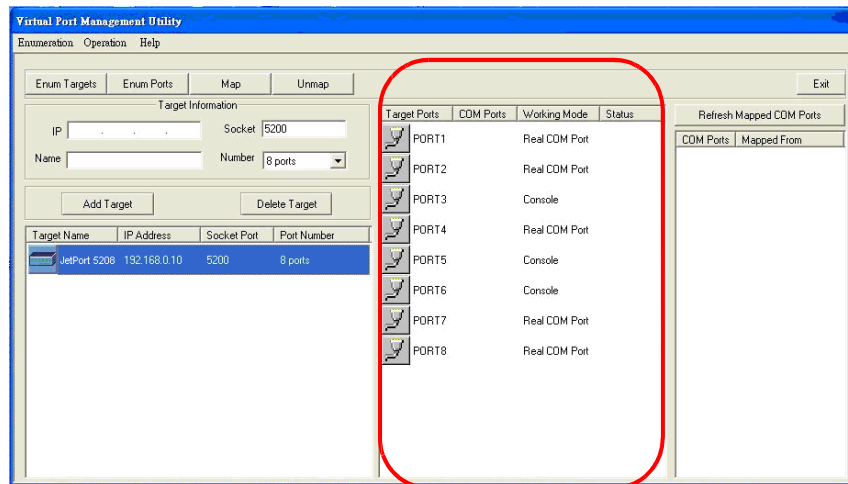 Virtual Port Management Utility
Enumeration Operation Help
Enum Targets Enum Ports Map Unmap Exit
Target Information
IP . . . Socket 5200
Name Number 8 ports
Add Target Delete Target
Target Name IP Address Socket Port Port Number
JetPort 5208 192.168.0.10 5200 8 ports
Target Ports COM Ports Working Mode Status
PORT1 Real COM Port
PORT2 Real COM Port
PORT3 Console
PORT4 Real COM Port
PORT5 Console
PORT6 Console
PORT7 Real COM Port
PORT8 Real COM Port
Refresh Mapped COM Ports
COM Ports Mapped From